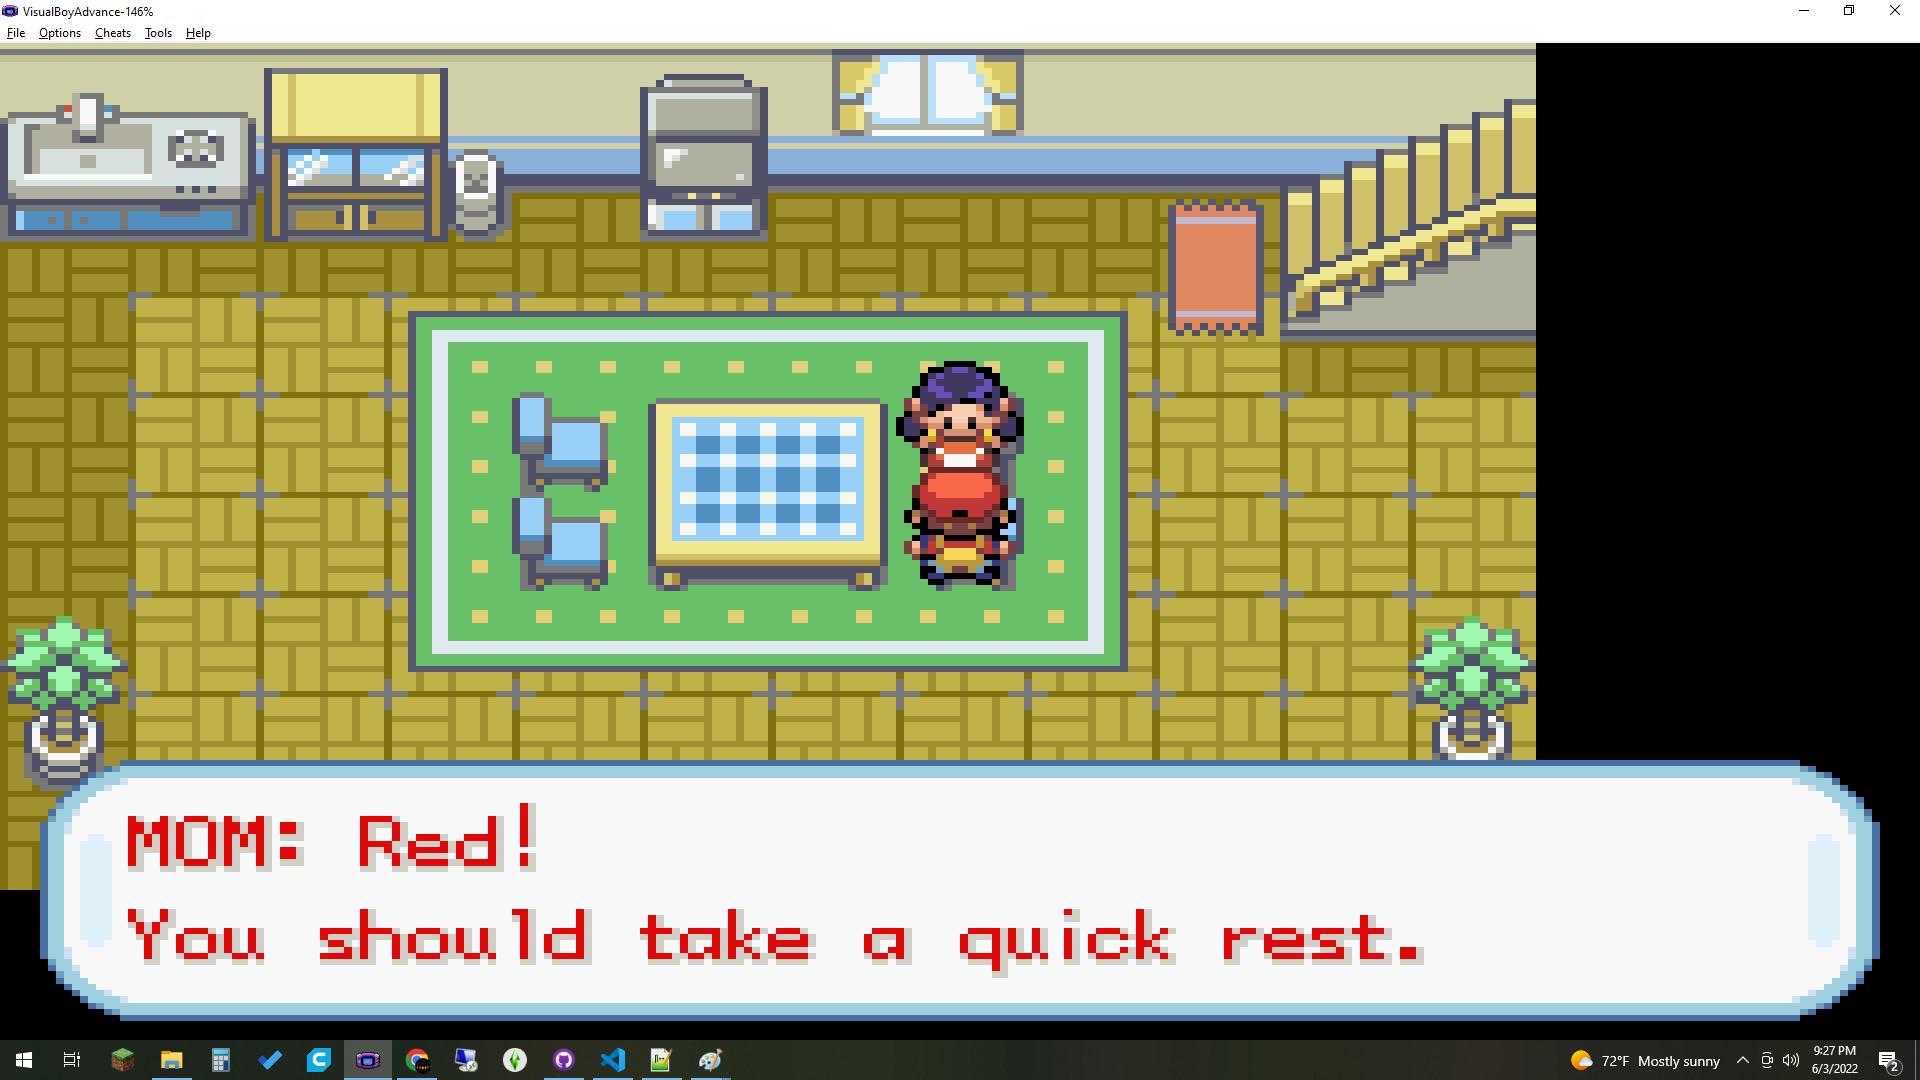 VisualBoyAdvance-146%
File Options Cheats Tools Help
MOM: Red!
You should take a quick rest.
72°F Mostly sunny
9:27 PM
6/3/2022
2